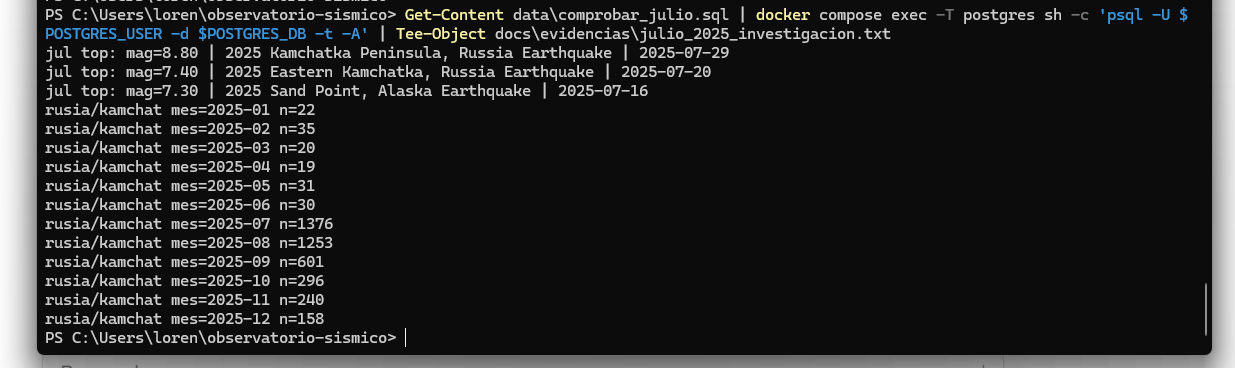 PS C:\Users\loren\observatorio-sismico> Get-Content data\comprobar_julio.sql | docker compose exec -T postgres sh -c 'psql -U $
POSTGRES_USER -d $POSTGRES_DB -t -A' | Tee-Object docs\evidencias\julio_2025_investigacion.txt
jul top: mag=8.80 | 2025 Kamchatka Peninsula, Russia Earthquake | 2025-07-29
jul top: mag=7.40 | 2025 Eastern Kamchatka, Russia Earthquake | 2025-07-20
jul top: mag=7.30 | 2025 Sand Point, Alaska Earthquake | 2025-07-16
rusia/kamchat mes=2025-01 n=22
rusia/kamchat mes=2025-02 n=35
rusia/kamchat mes=2025-03 n=20
rusia/kamchat mes=2025-04 n=19
rusia/kamchat mes=2025-05 n=31
rusia/kamchat mes=2025-06 n=30
rusia/kamchat mes=2025-07 n=1376
rusia/kamchat mes=2025-08 n=1253
rusia/kamchat mes=2025-09 n=601
rusia/kamchat mes=2025-10 n=296
rusia/kamchat mes=2025-11 n=240
rusia/kamchat mes=2025-12 n=158
PS C:\Users\loren\observatorio-sismico>